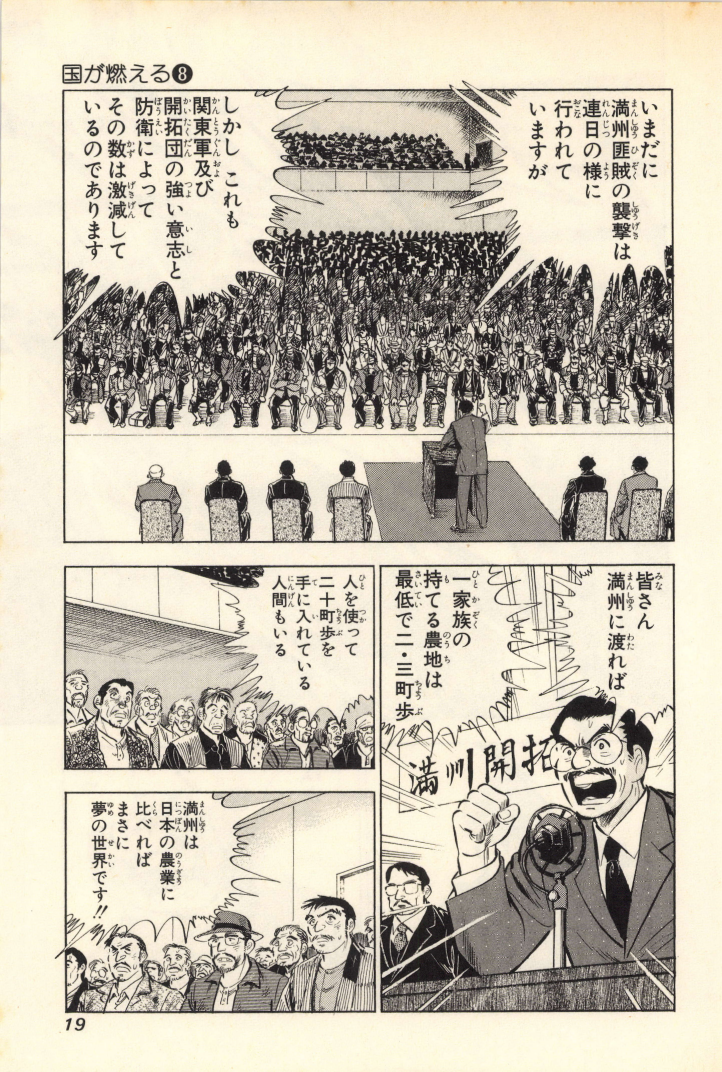 国が燃える8
いまだに
満州匪賊の襲撃は
連日の様に
行われて
いますが
しかし これも
関東軍及び
開拓団の強い意志と
防衛によって
その数は激減して
いるのであります
皆さん
満州に渡れば
一家族の
持てる農地は
最低で二・三町歩
満州開拓
人を使って
二十町歩を
手に入れている
人間もいる
満州は
日本の農業に
比べれば
まさに
夢の世界です!!
19